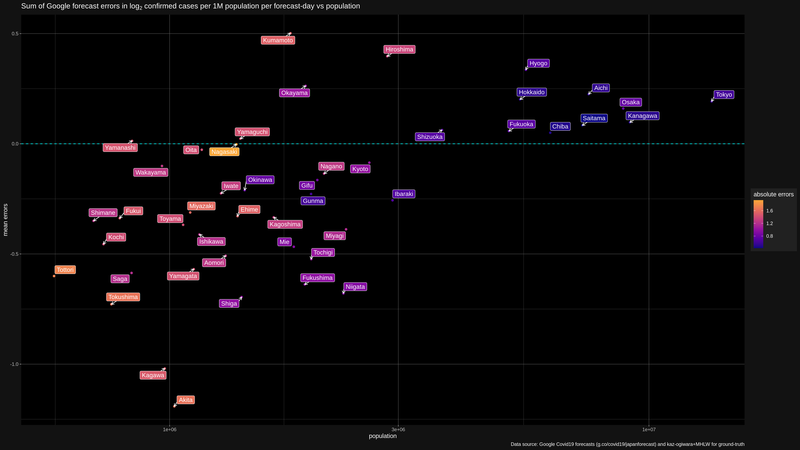 Sum of Google forecast errors in log2 confirmed cases per 1M population per forecast-day vs population
0.5
Kumamoto
Hiroshima
Hyogo
Okayama
Hokkaido
Aichi
Tokyo
Osaka
Kanagawa
Saitama
Fukuoka
Chiba
Yamaguchi
Shizuoka
0.0
Yamanashi
Oita
Nagasaki
Wakayama
Nagano
Kyoto
Okinawa
Iwate
Gifu
Ibaraki
Gunma
absolute errors
1.6
1.2
0.8
mean errors
Shimane
Fukui
Miyazaki
Ehime
Toyama
Kagoshima
Kochi
Ishikawa
Mie
Miyagi
-0.5
Tochigi
Aomori
Tottori
Saga
Yamagata
Fukushima
Niigata
Tokushima
Shiga
-1.0
Kagawa
Akita
1e+06
3e+06
1e+07
population
Data source: Google Covid19 forecasts (g.co/covid19/japanforecast) and kaz-ogiwara+MHLW for ground-truth